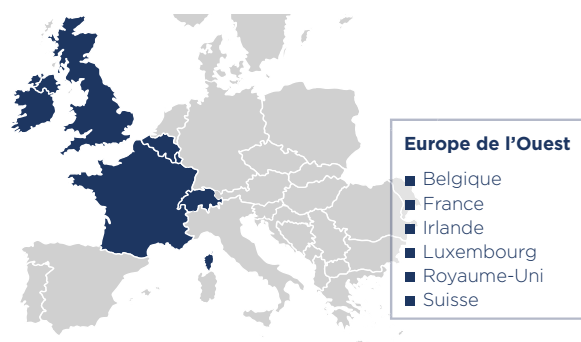 Europe de l'Ouest
Belgique
France
Irlande
Luxembourg
Royaume-Uni
Suisse